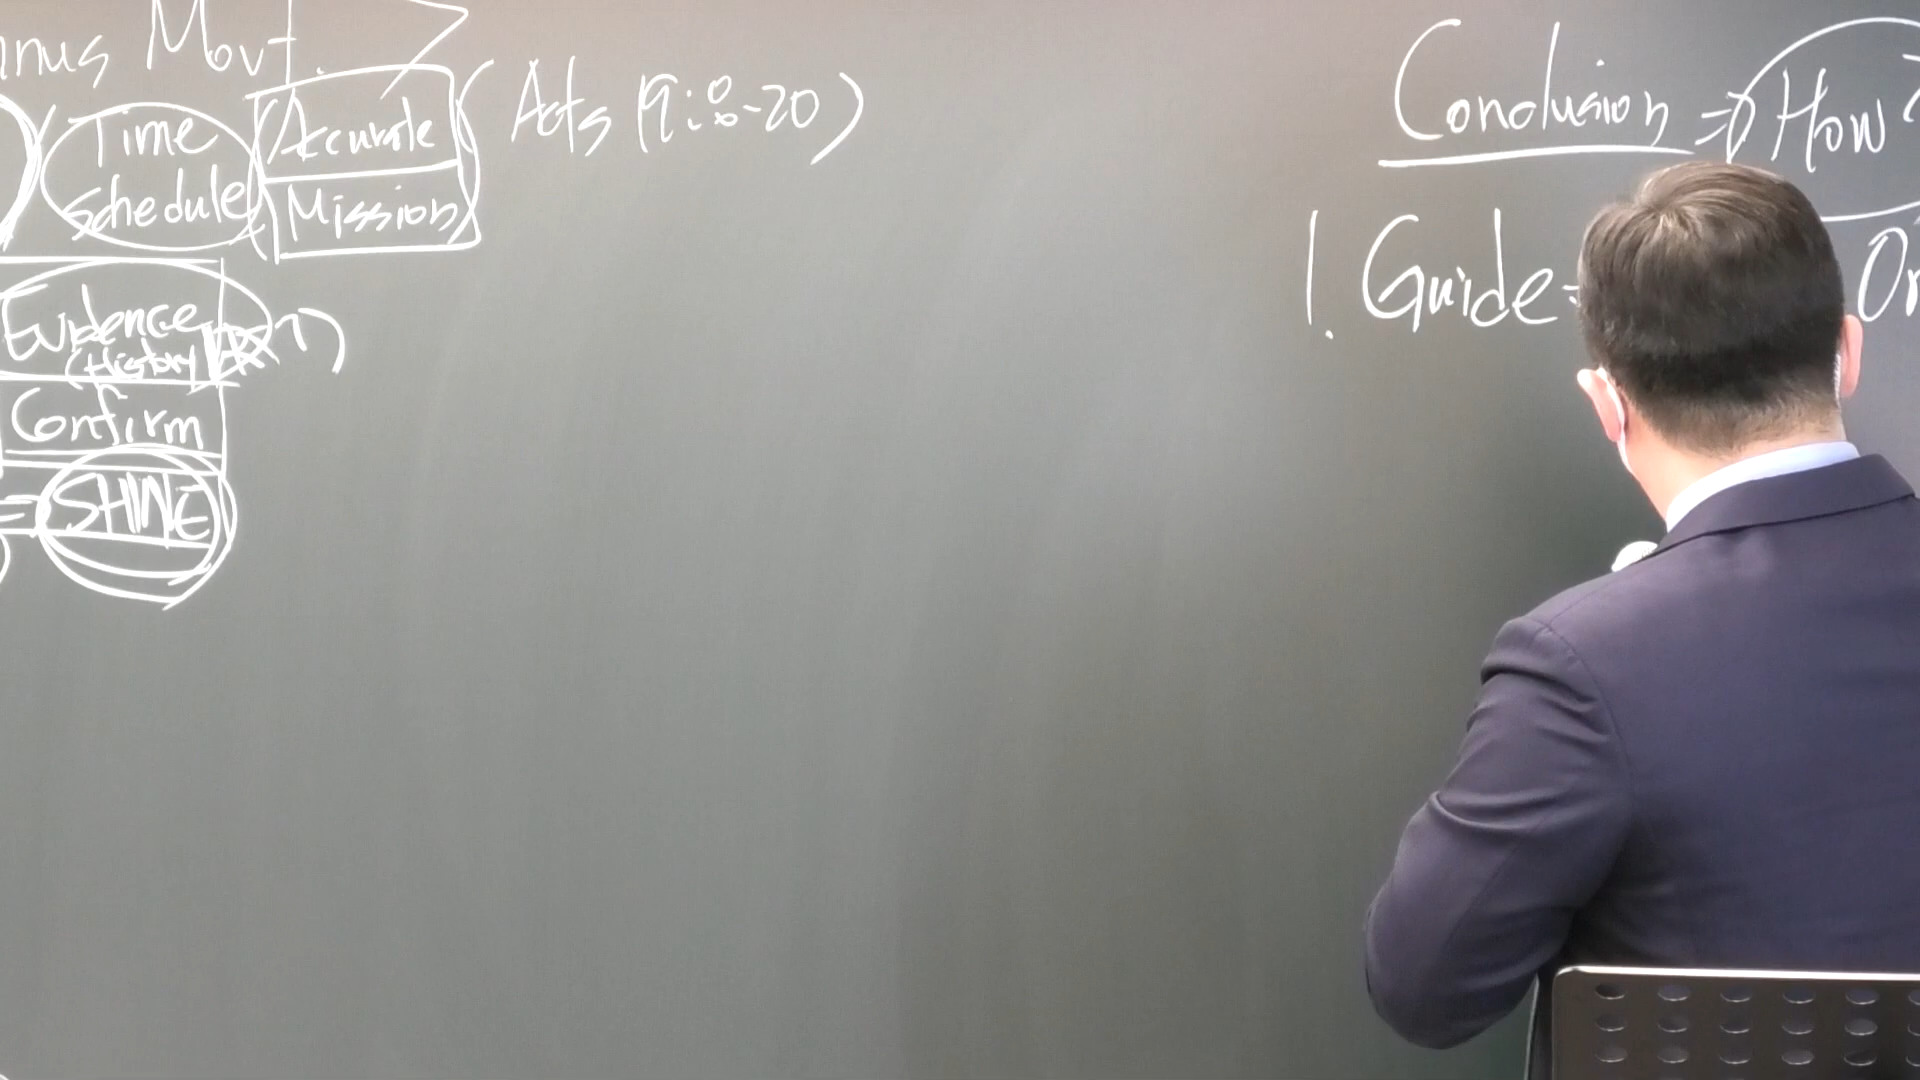 Movt.
Time
Schedule
Accurate
Mission
(Acts 19:8-20)
Evidence
(History
Confirm
= SHINE
Conclusion => How?
1. Guide